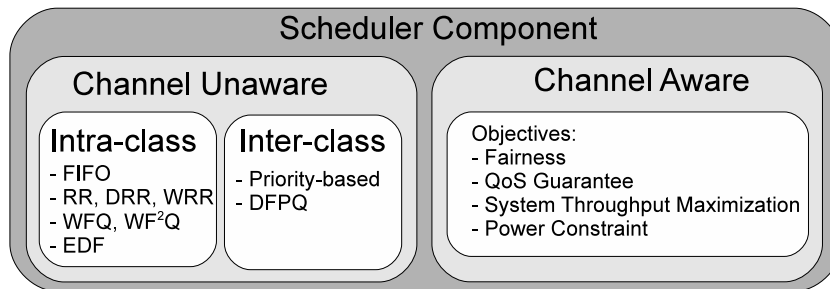 Scheduler Component
Channel Unaware
Intra-class
- FIFO
- RR, DRR, WRR
- WFQ, WF²Q
- EDF
Inter-class
- Priority-based
- DFPQ
Channel Aware
Objectives:
- Fairness
- QoS Guarantee
- System Throughput Maximization
- Power Constraint